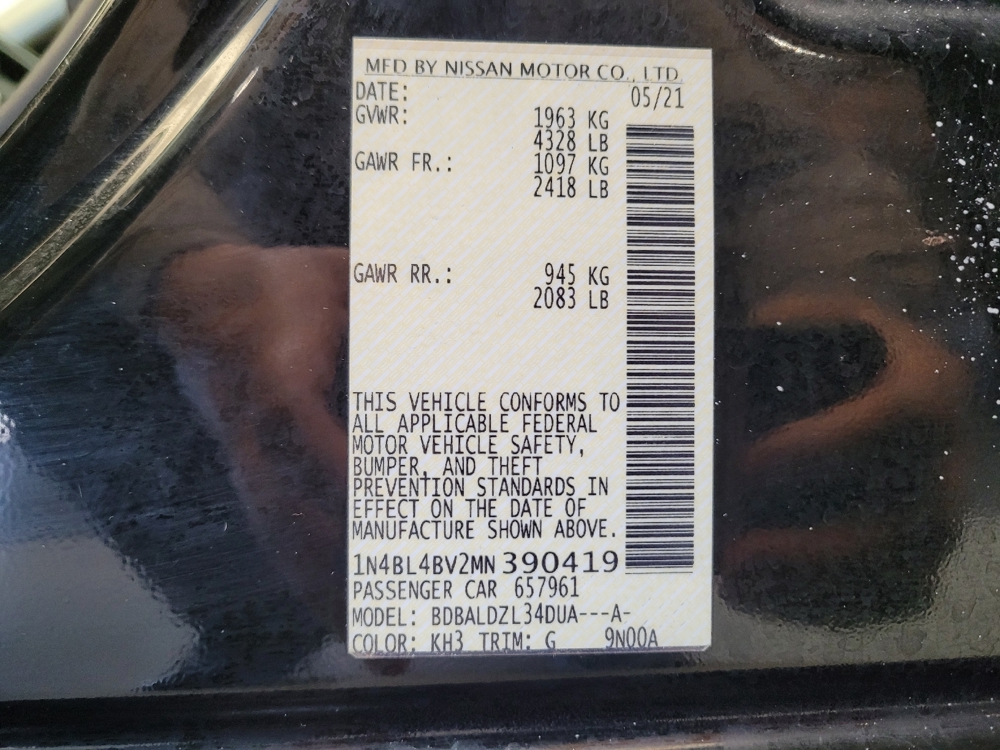 MFD BY NISSAN MOTOR CO., LTD.
DATE: 05/21
GVWR: 1963 KG
4328 LB
GAWR FR.: 1097 KG
2418 LB
GAWR RR.: 945 KG
2083 LB
THIS VEHICLE CONFORMS TO
ALL APPLICABLE FEDERAL
MOTOR VEHICLE SAFETY,
BUMPER, AND THEFT
PREVENTION STANDARDS IN
EFFECT ON THE DATE OF
MANUFACTURE SHOWN ABOVE.
1N4BL4BV2MN390419
PASSENGER CAR 657961
MODEL: BDBALDZL34DUA---A-
COLOR: KH3 TRIM: G 9N00A